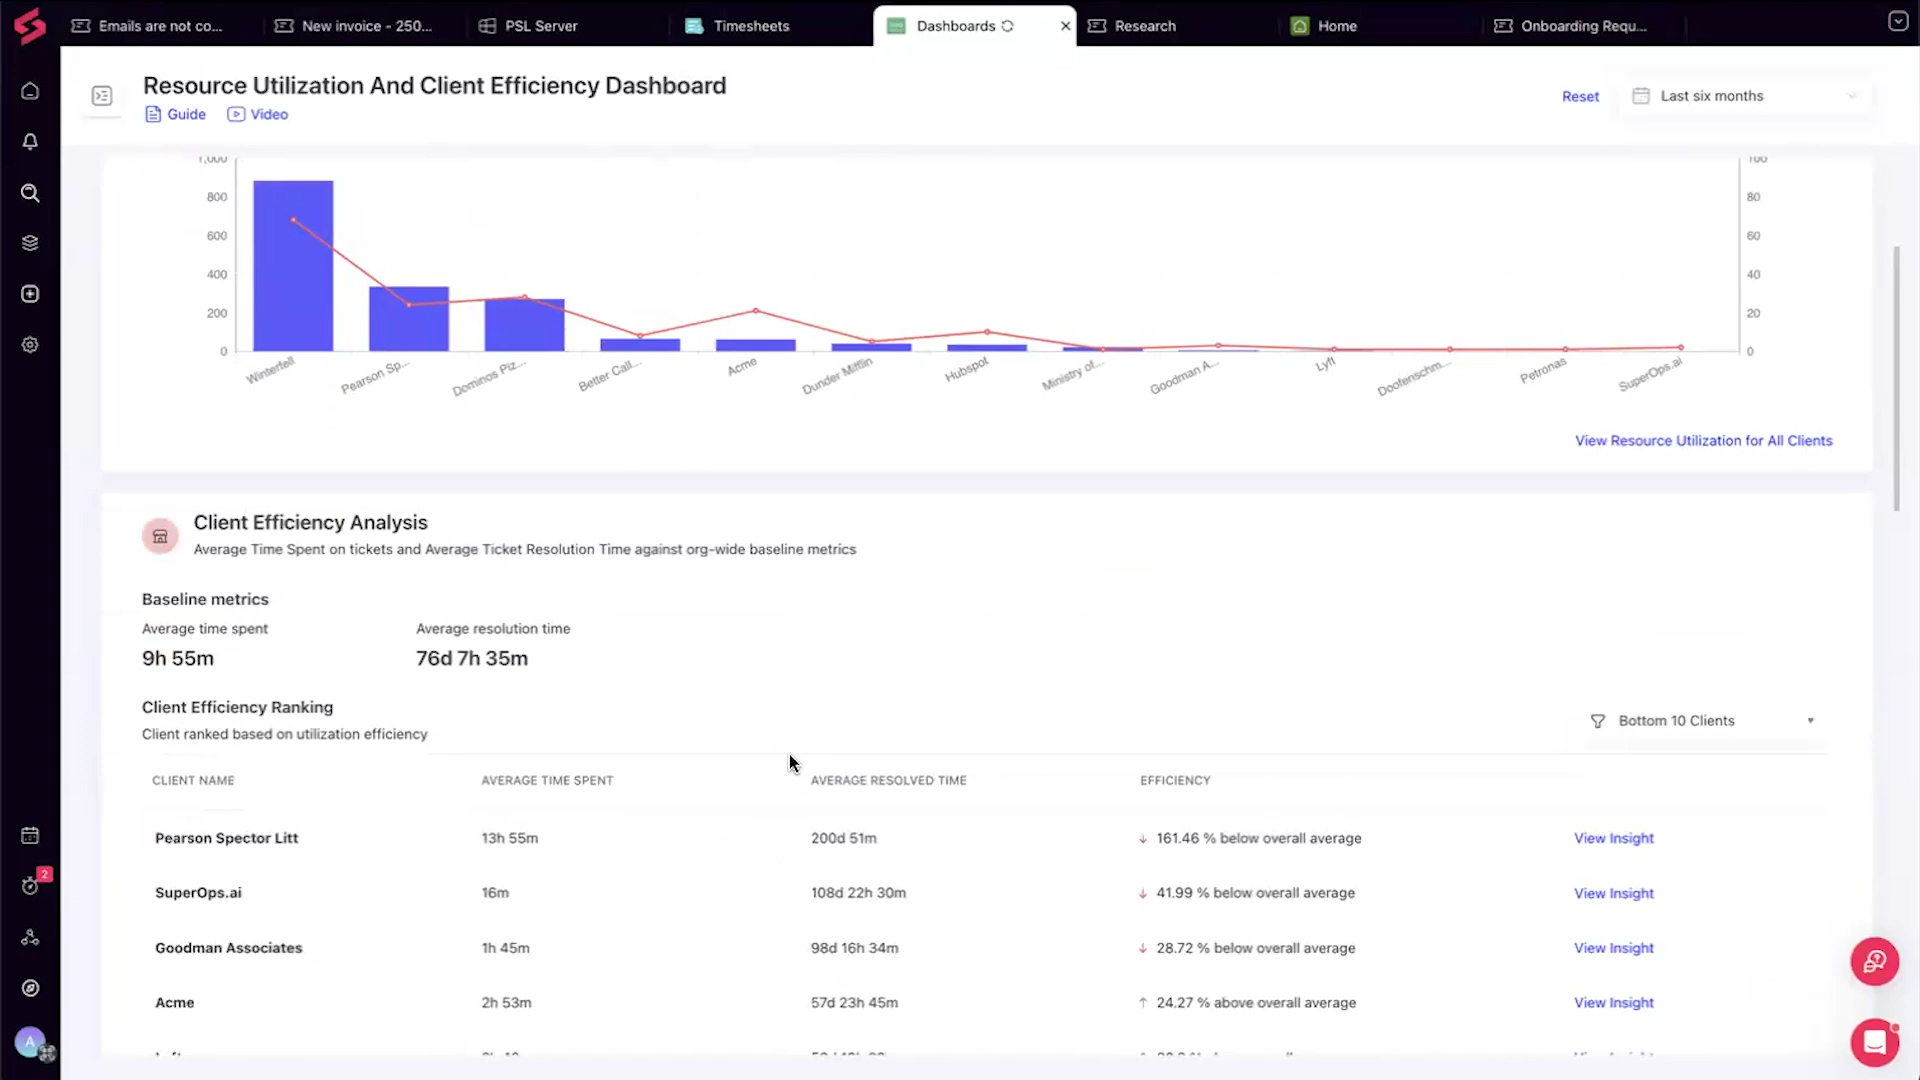 Emails are not co...
New invoice - 250...
PSL Server
Timesheets
Dashboards
Research
Home
Onboarding Requ...
Resource Utilization And Client Efficiency Dashboard
Guide
Video
Reset
Last six months
1,000
800
600
400
200
0
100
80
60
40
20
0
Winterfell
Pearson Sp...
Dominos Piz...
Better Call...
Acme
Dunder Mifflin
Hubspot
Ministry of...
Goodman A...
Lyft
Doofenschm...
Petronas
SuperOps.ai
View Resource Utilization for All Clients
Client Efficiency Analysis
Average Time Spent on tickets and Average Ticket Resolution Time against org-wide baseline metrics
Baseline metrics
Average time spent
Average resolution time
9h 55m
76d 7h 35m
Client Efficiency Ranking
Client ranked based on utilization efficiency
Bottom 10 Clients
CLIENT NAME
AVERAGE TIME SPENT
AVERAGE RESOLVED TIME
EFFICIENCY
Pearson Spector Litt
13h 55m
200d 51m
161.46 % below overall average
View Insight
SuperOps.ai
16m
108d 22h 30m
41.99 % below overall average
View Insight
Goodman Associates
1h 45m
98d 16h 34m
28.72 % below overall average
View Insight
Acme
2h 53m
57d 23h 45m
24.27 % above overall average
View Insight
2
A